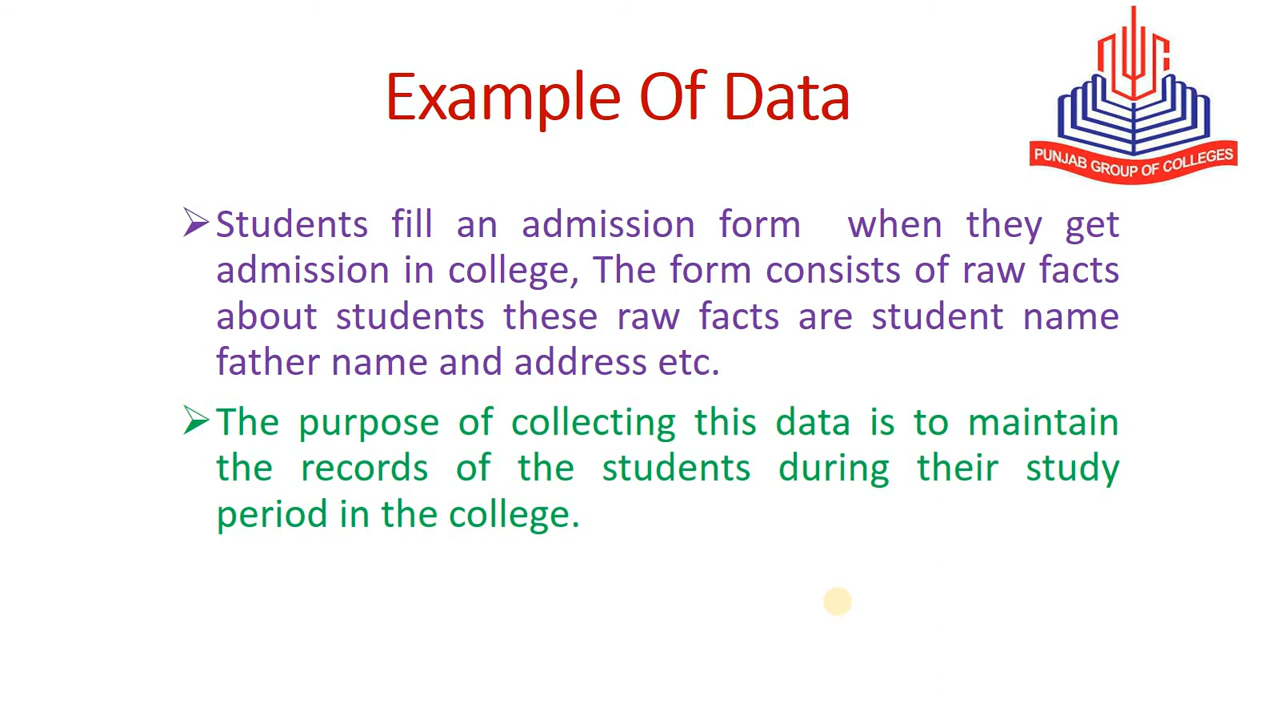 Example Of Data
PUNJAB GROUP OF COLLEGES
Students fill an admission form when they get
admission in college, The form consists of raw facts
about students these raw facts are student name
father name and address etc.
The purpose of collecting this data is to maintain
the records of the students during their study
period in the college.